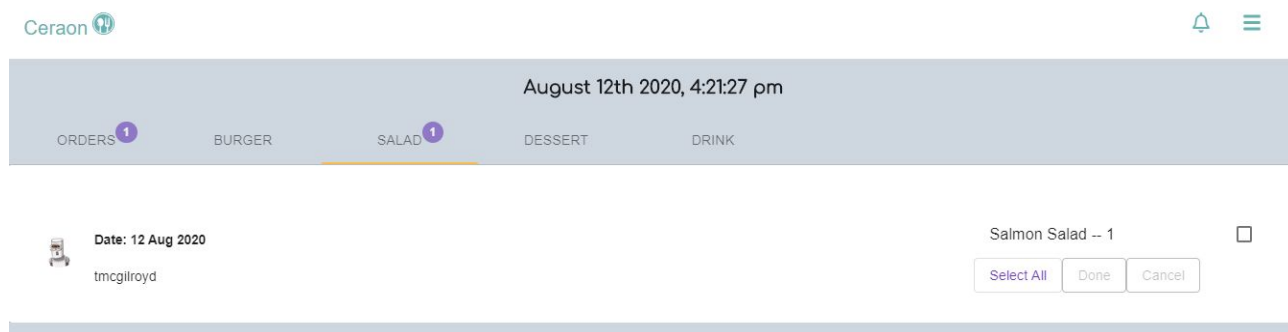 Ceraon
August 12th 2020, 4:21:27 pm
ORDERS 1 BURGER SALAD 1 DESSERT DRINK
Date: 12 Aug 2020
tmcgilroyd
Salmon Salad -- 1
Select All Done Cancel